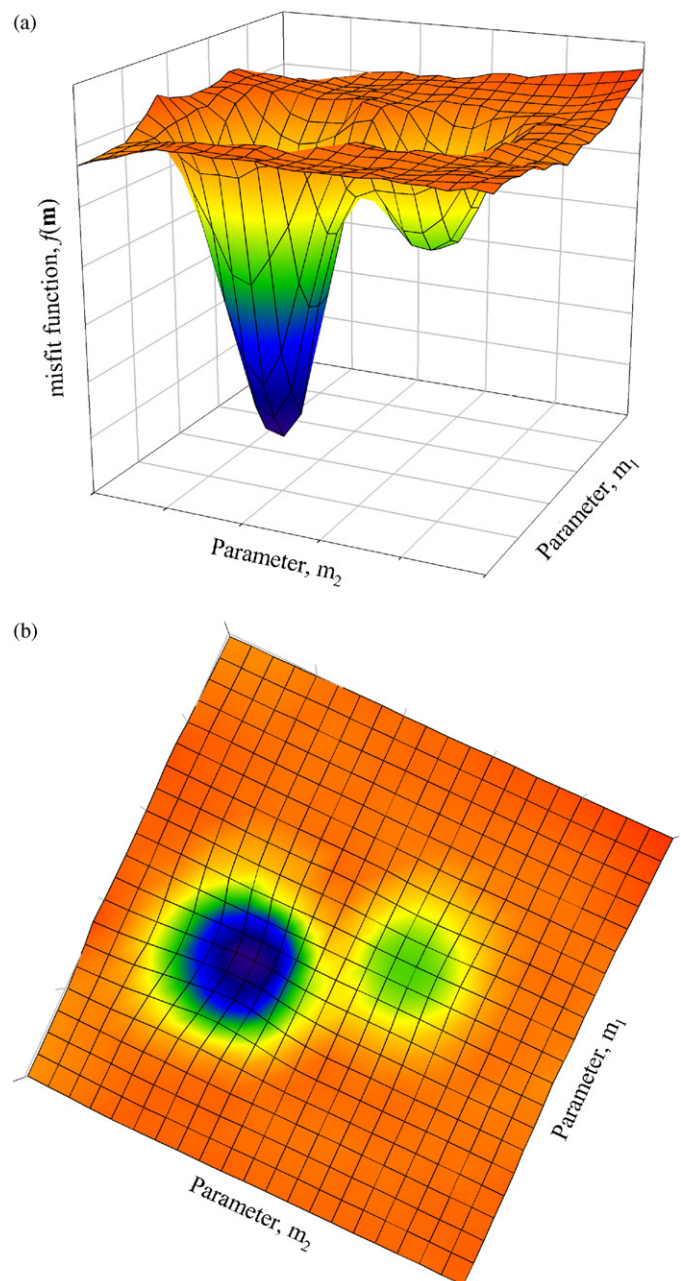 (a)
misfit function, f(m)
Parameter, m₂
Parameter, m₁
(b)
Parameter, m₂
Parameter, m₁